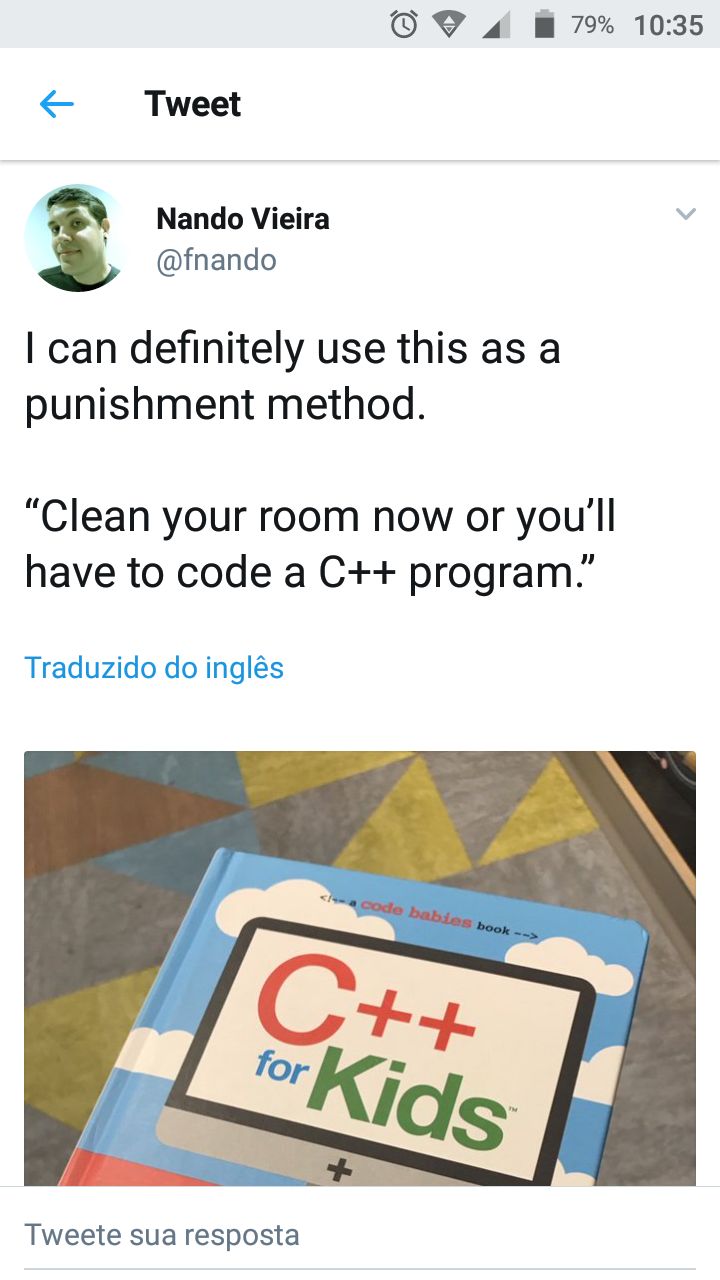 79% 10:35
Tweet
Nando Vieira
@fnando
I can definitely use this as a
punishment method.
“Clean your room now or you’ll
have to code a C++ program.”
Traduzido do inglês
<!-- a code babies book -->
C++
for Kids™
+
Tweete sua resposta